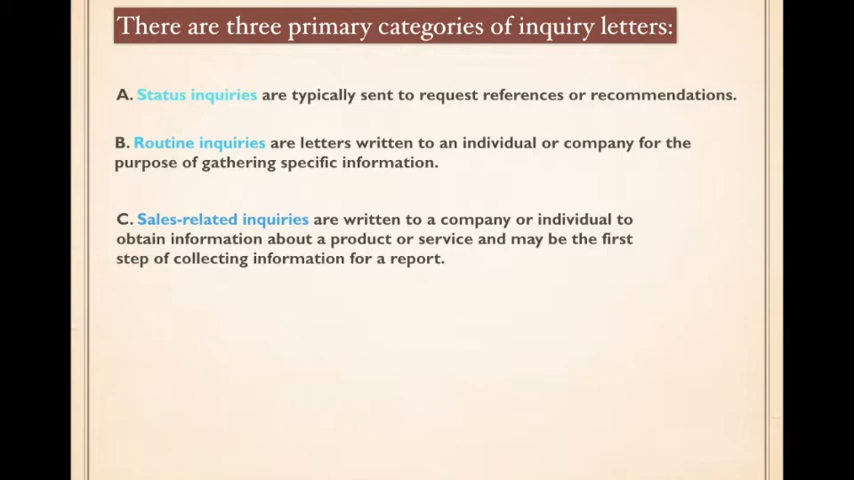 There are three primary categories of inquiry letters:
A. Status inquiries are typically sent to request references or recommendations.
B. Routine inquiries are letters written to an individual or company for the
purpose of gathering specific information.
C. Sales-related inquiries are written to a company or individual to
obtain information about a product or service and may be the first
step of collecting information for a report.